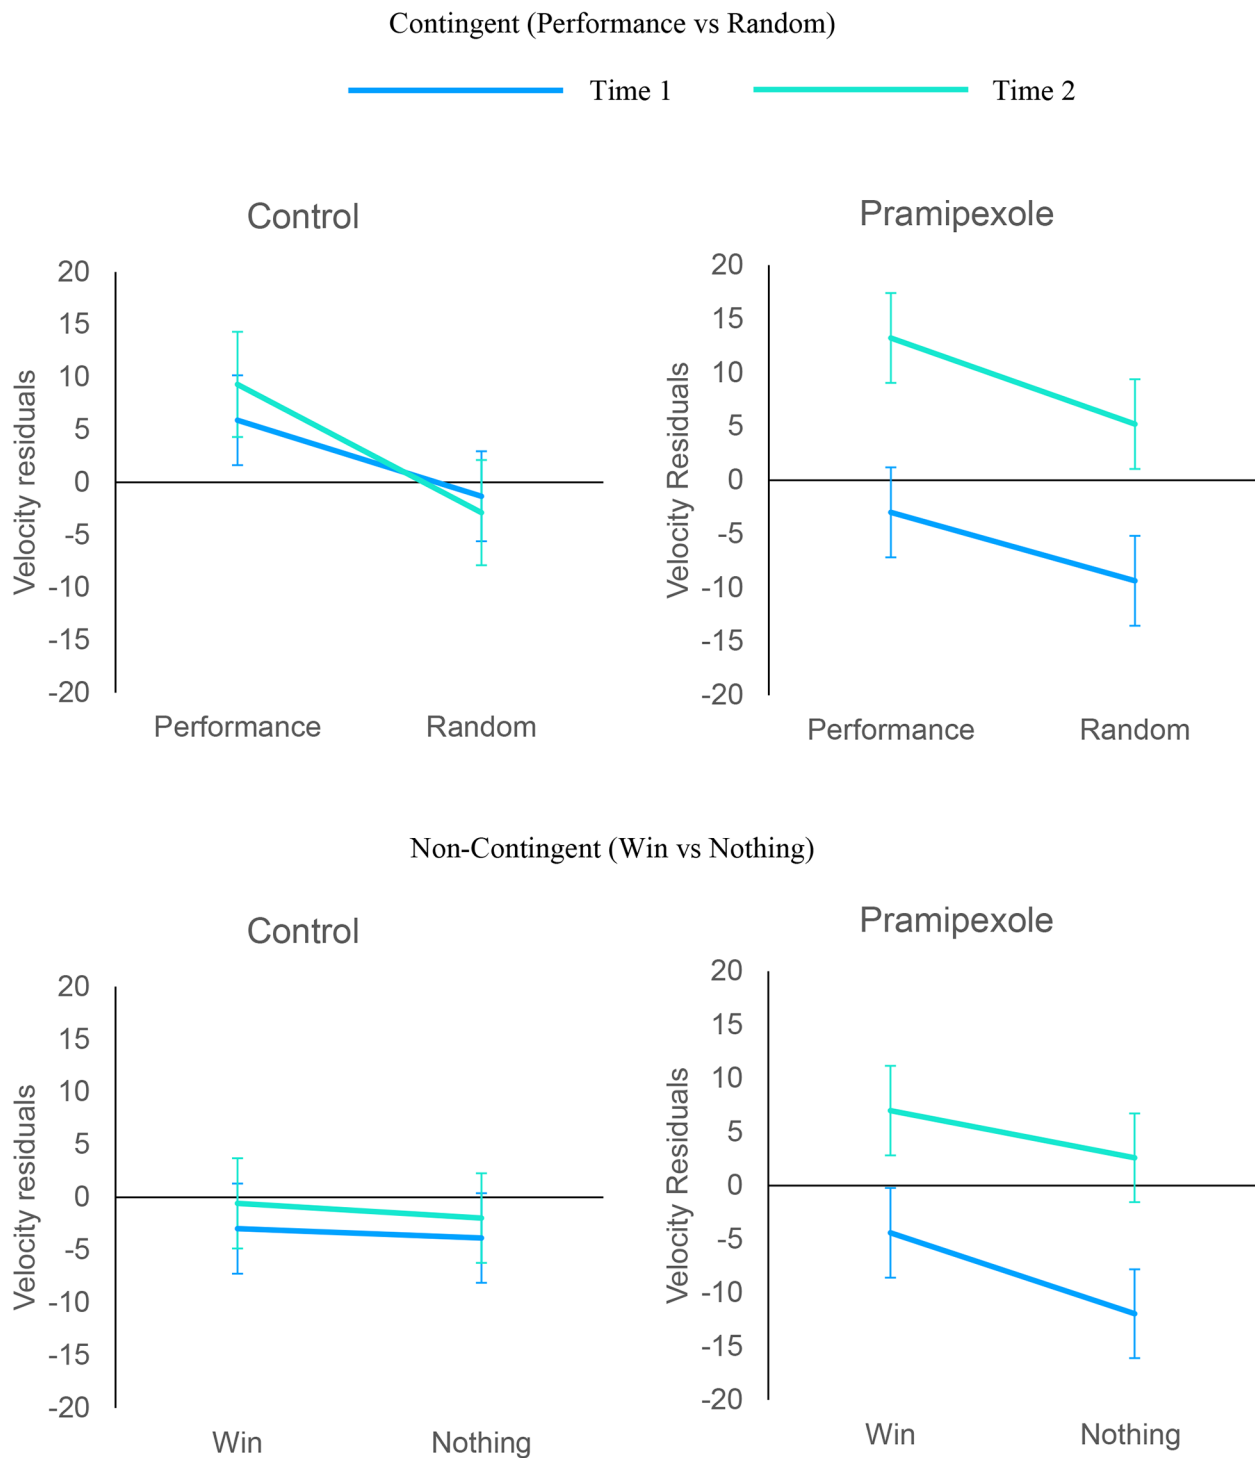 Contingent (Performance vs Random)
Time 1
Time 2
Control
Velocity residuals
20
15
10
5
0
-5
-10
-15
-20
Performance
Random
Pramipexole
Velocity Residuals
20
15
10
5
0
-5
-10
-15
-20
Performance
Random
Non-Contingent (Win vs Nothing)
Control
Velocity residuals
20
15
10
5
0
-5
-10
-15
-20
Win
Nothing
Pramipexole
Velocity Residuals
20
15
10
5
0
-5
-10
-15
-20
Win
Nothing